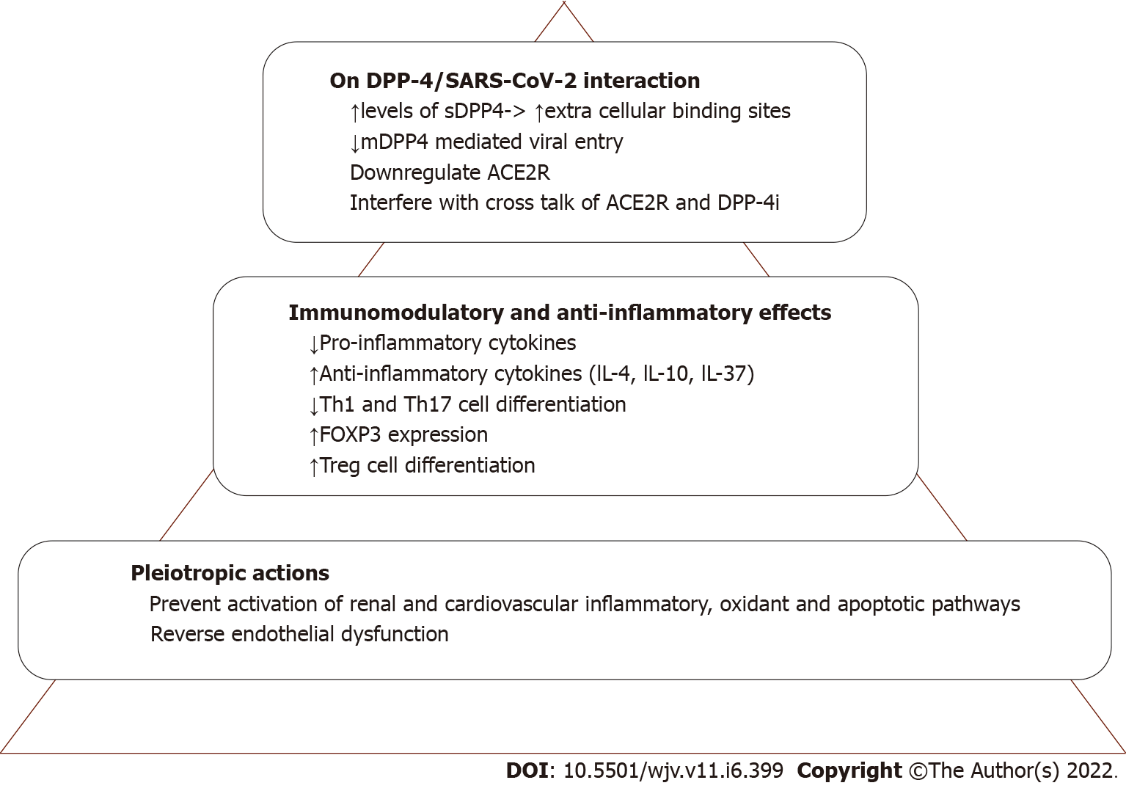 On DPP-4/SARS-CoV-2 interaction
↑levels of sDPP4-> ↑extra cellular binding sites
↓mDPP4 mediated viral entry
Downregulate ACE2R
Interfere with cross talk of ACE2R and DPP-4i
Immunomodulatory and anti-inflammatory effects
↓Pro-inflammatory cytokines
↑Anti-inflammatory cytokines (IL-4, IL-10, IL-37)
↓Th1 and Th17 cell differentiation
↑FOXP3 expression
↑Treg cell differentiation
Pleiotropic actions
Prevent activation of renal and cardiovascular inflammatory, oxidant and apoptotic pathways
Reverse endothelial dysfunction
DOI: 10.5501/wjv.v11.i6.399 Copyright ©The Author(s) 2022.